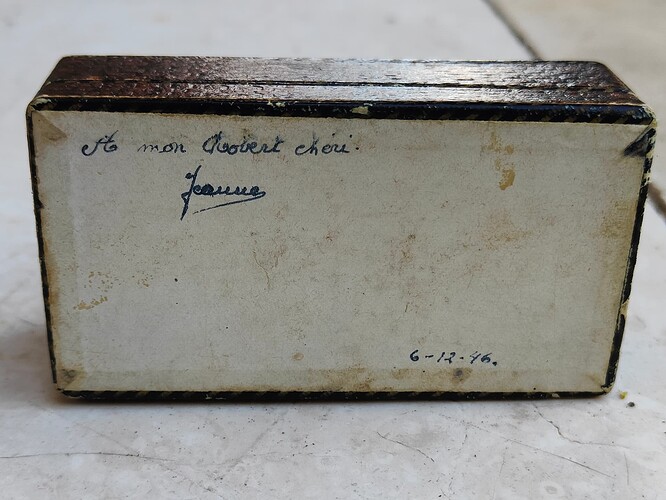 A mon Robert chéri.
Jeanne
6-12-46.